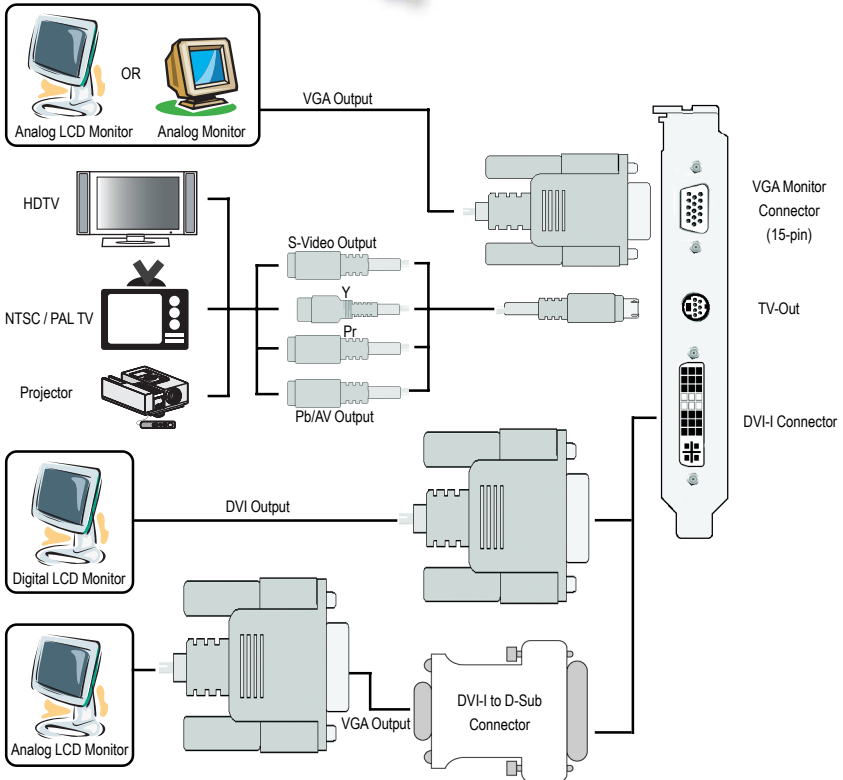 OR
Analog LCD Monitor
Analog Monitor
VGA Output
VGA Monitor
Connector
(15-pin)
HDTV
S-Video Output
Y
NTSC / PAL TV
Pr
TV-Out
Projector
Pb/AV Output
DVI-I Connector
DVI Output
Digital LCD Monitor
DVI-I to D-Sub
Connector
VGA Output
Analog LCD Monitor